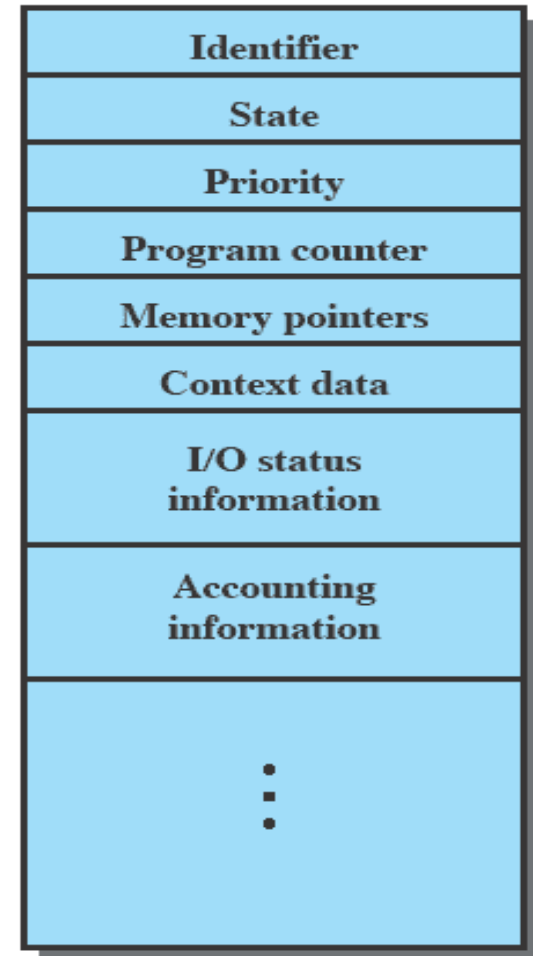 Identifier
State
Priority
Program counter
Memory pointers
Context data
I/O status
information
Accounting
information